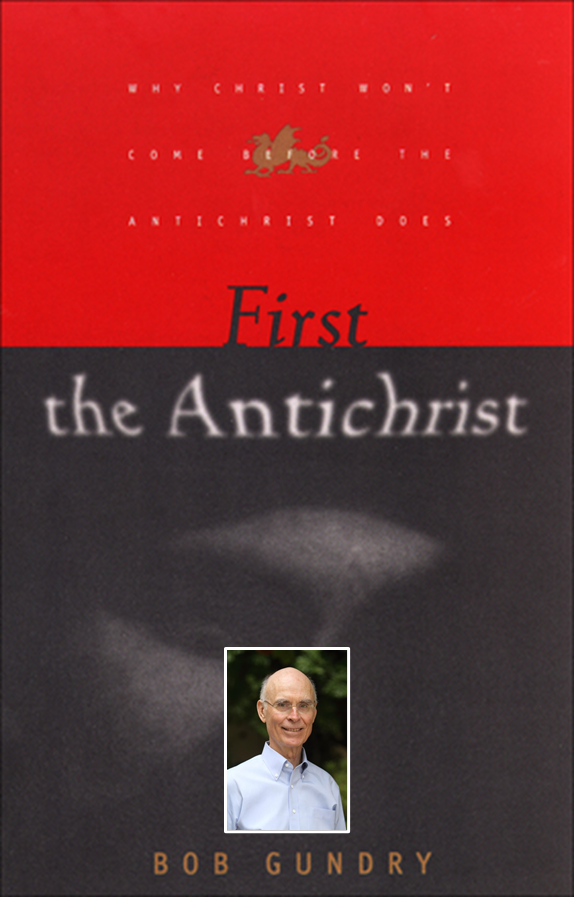 WHY CHRIST WON'T
COME BEFORE THE
ANTICHRIST DOES
First
the Antichrist
BOB GUNDRY